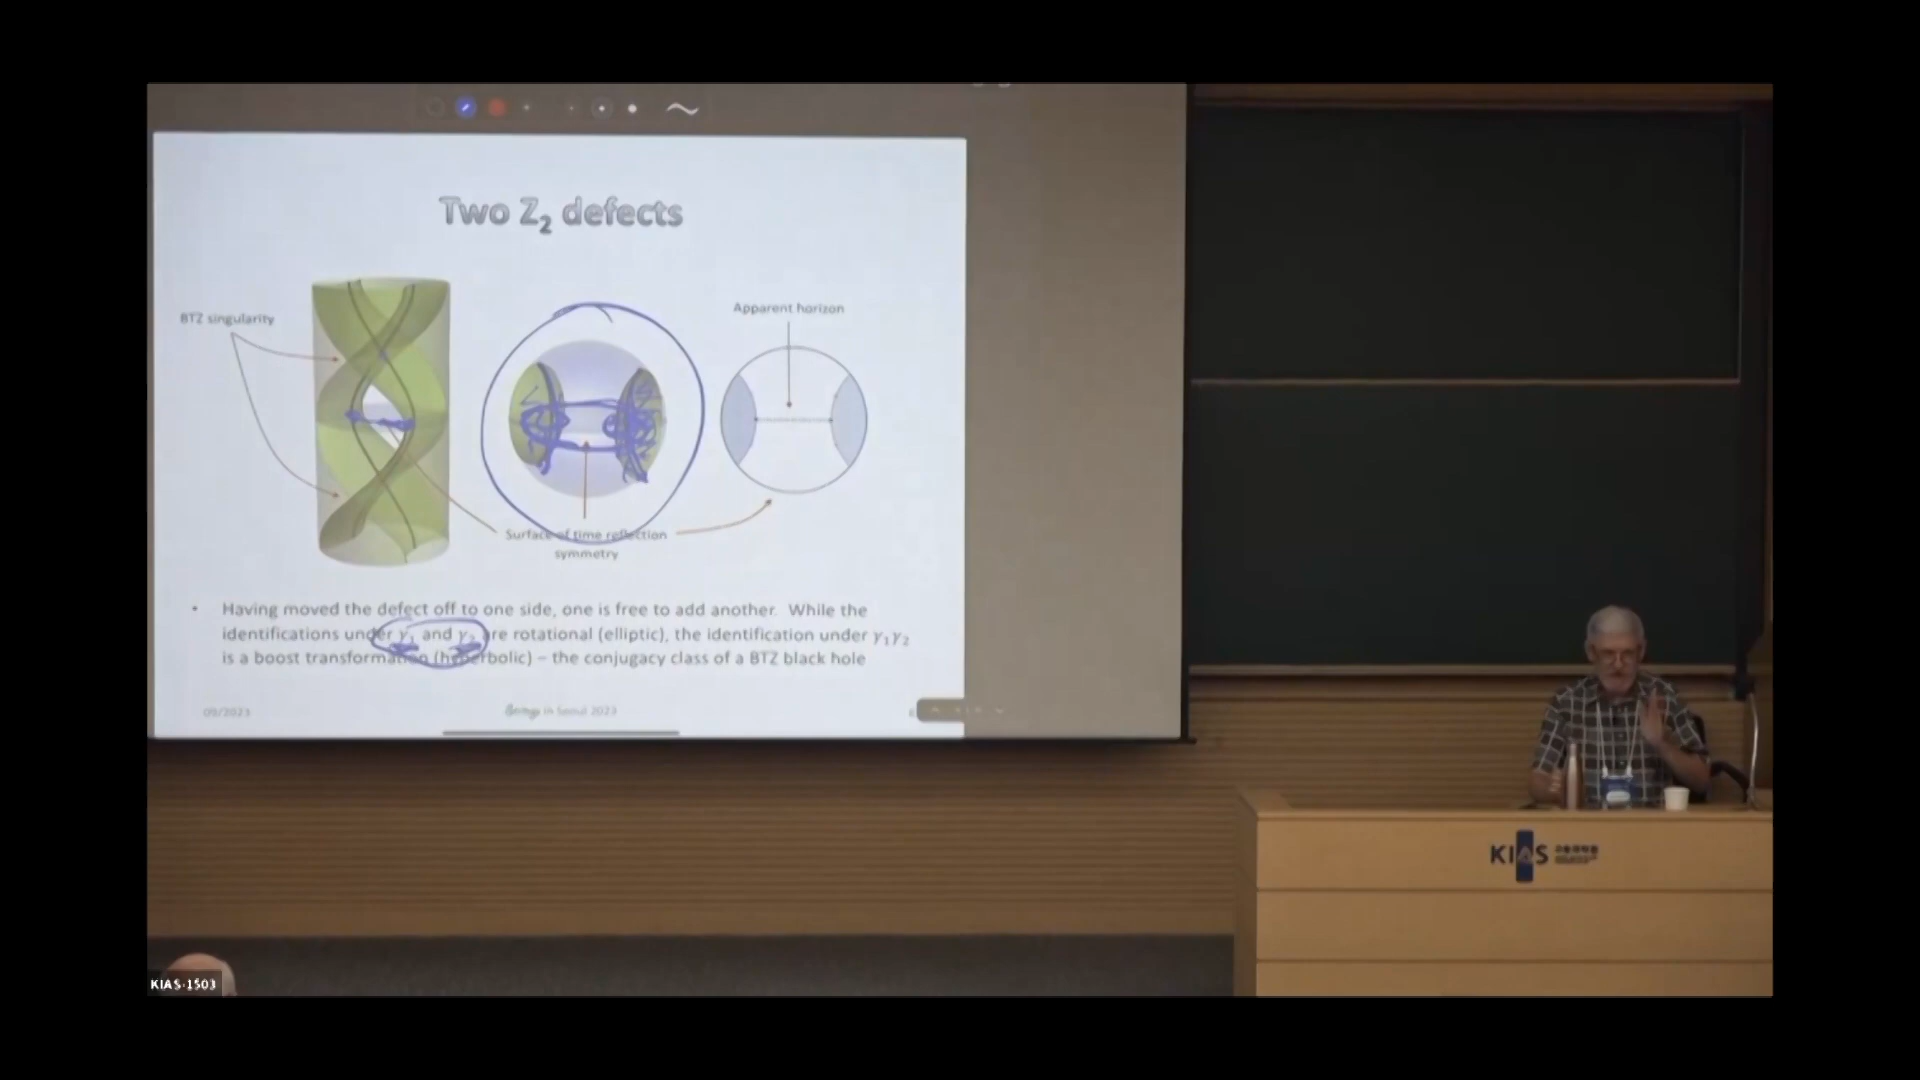 Two Z₂ defects
BTZ singularity
Apparent horizon
Surface of time reflection
symmetry
• Having moved the defect off to one side, one is free to add another. While the
identifications under γ₁ and γ₂ are rotational (elliptic), the identification under γ₁γ₂
is a boost transformation (hyperbolic) – the conjugacy class of a BTZ black hole
09/2023
Strings in Seoul 2023
KIAS
KIAS-1503